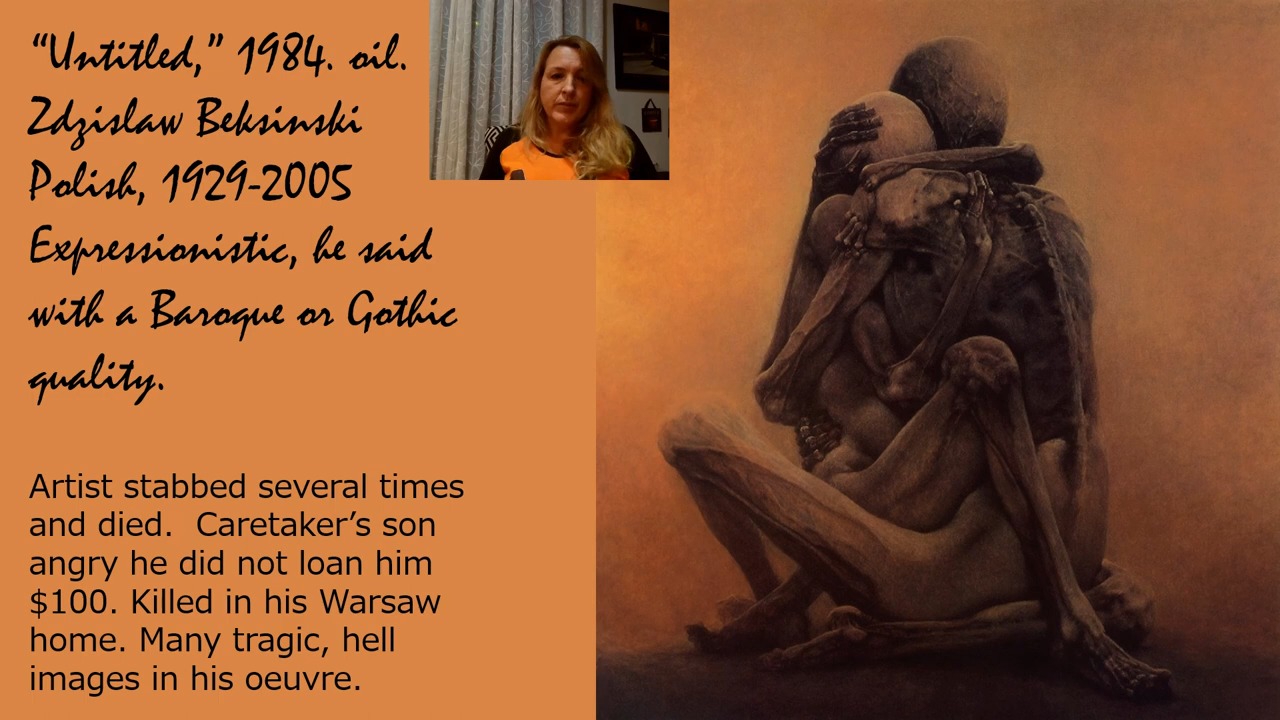 “Untitled,” 1984. oil.
Zdzislaw Beksinski
Polish, 1929-2005
Expressionistic, he said
with a Baroque or Gothic
quality.
Artist stabbed several times
and died.  Caretaker’s son
angry he did not loan him
$100. Killed in his Warsaw
home. Many tragic, hell
images in his oeuvre.